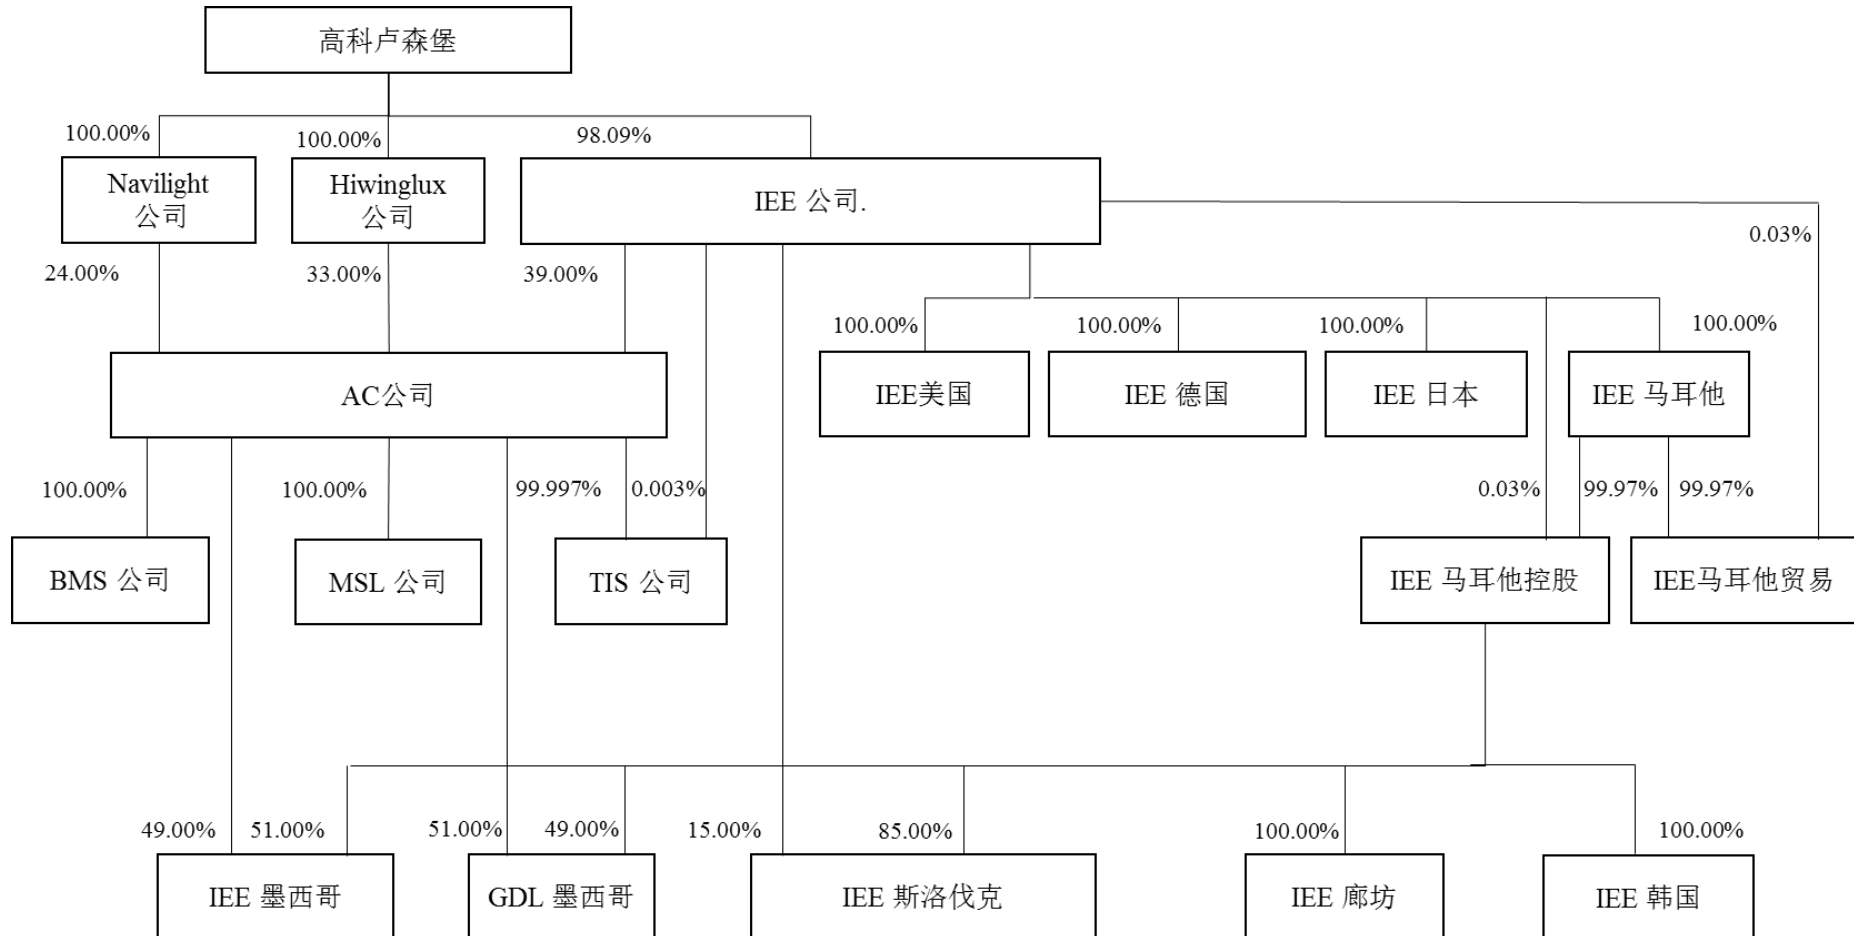 高科卢森堡
100.00%
100.00%
98.09%
Navilight
公司
Hiwinglux
公司
IEE 公司.
0.03%
24.00%
33.00%
39.00%
100.00%
100.00%
100.00%
100.00%
AC公司
IEE美国
IEE 德国
IEE 日本
IEE 马耳他
100.00%
100.00%
99.997%
0.003%
0.03%
99.97%
99.97%
BMS 公司
MSL 公司
TIS 公司
IEE 马耳他控股
IEE马耳他贸易
49.00%
51.00%
51.00%
49.00%
15.00%
85.00%
100.00%
100.00%
IEE 墨西哥
GDL 墨西哥
IEE 斯洛伐克
IEE 廊坊
IEE 韩国